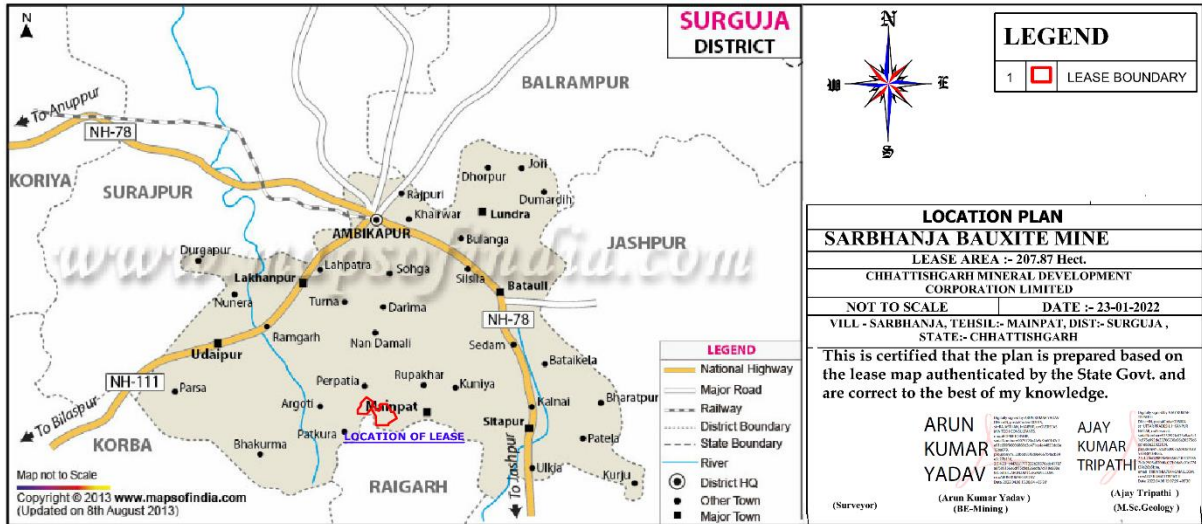 N
SURGUJA
DISTRICT
BALRAMPUR
To Anuppur
NH-78
KORIYA
SURAJPUR
Jori
Dhorpur
Dumardih
Rajpuri
Lundra
Khairwar
AMBIKAPUR
Bulanga
JASHPUR
www.mapsofindia.com
Durgapur
Lahpatra
Sohga
Silsila
Lakhanpur
Batauli
Nunera
Turna
Darima
NH-78
Ramgarh
Nan Damali
Sedam
Udaipur
Bataikela
NH-111
Parsa
Perpatia
Rupakhar
Kuniya
Bharatpur
To Bilaspur
Argoti
Mainpat
Kalnai
Sitapur
KORBA
Patkura
LOCATION OF LEASE
Patela
Bhakurma
To Jashpur
Ulkja
Kurju
RAIGARH
Map not to Scale
Copyright © 2013 www.mapsofindia.com
(Updated on 8th August 2013)
LEGEND
National Highway
Major Road
Railway
District Boundary
State Boundary
River
District HQ
Other Town
Major Town
N
W
E
S
LEGEND
1 LEASE BOUNDARY
LOCATION PLAN
SARBHANJA BAUXITE MINE
LEASE AREA :- 207.87 Hect.
CHHATTISHGARH MINERAL DEVELOPMENT
CORPORATION LIMITED
NOT TO SCALE DATE :- 23-01-2022
VILL - SARBHANJA, TEHSIL:- MAINPAT, DIST:- SURGUJA ,
STATE:- CHHATTISHGARH
This is certified that the plan is prepared based on
the lease map authenticated by the State Govt. and
are correct to the best of my knowledge.
ARUN
KUMAR
YADAV
AJAY
KUMAR
TRIPATHI
(Surveyor)
(Arun Kumar Yadav )
(BE-Mining )
(Ajay Tripathi )
(M.Sc.Geology )